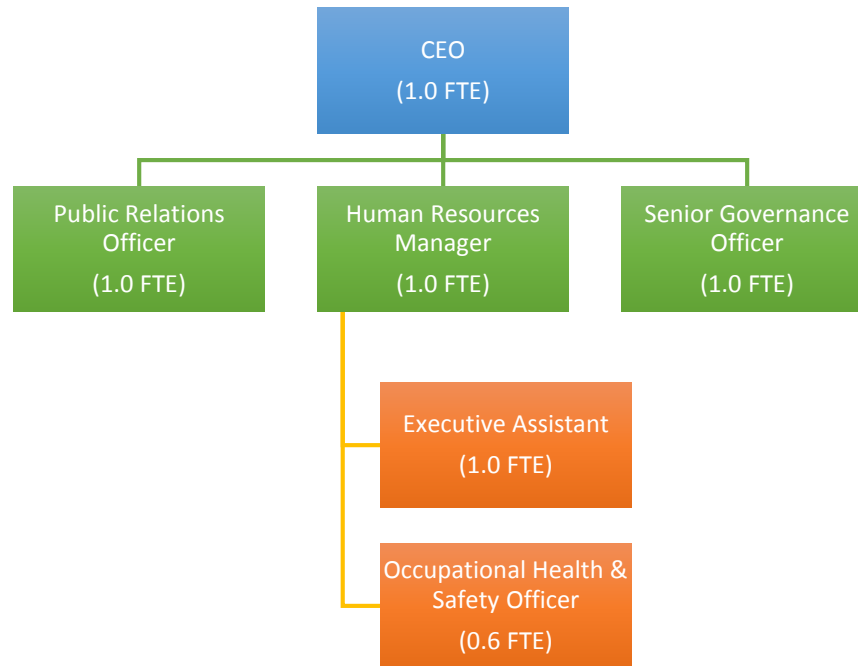 CEO
(1.0 FTE)
Public Relations
Officer
(1.0 FTE)
Human Resources
Manager
(1.0 FTE)
Senior Governance
Officer
(1.0 FTE)
Executive Assistant
(1.0 FTE)
Occupational Health &
Safety Officer
(0.6 FTE)